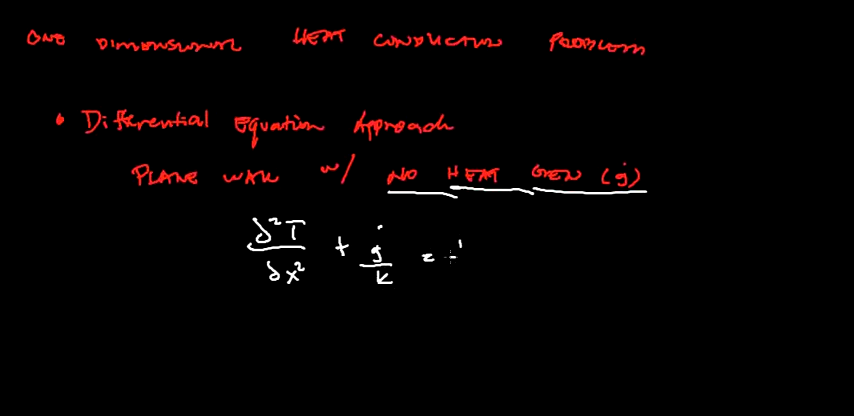 ONE DIMENSIONAL HEAT CONDUCTION PROBLEM
• Differential Equation Approach
PLANE WALL w/ NO HEAT GEN (ġ)
∂²T/∂x² + ġ/k =